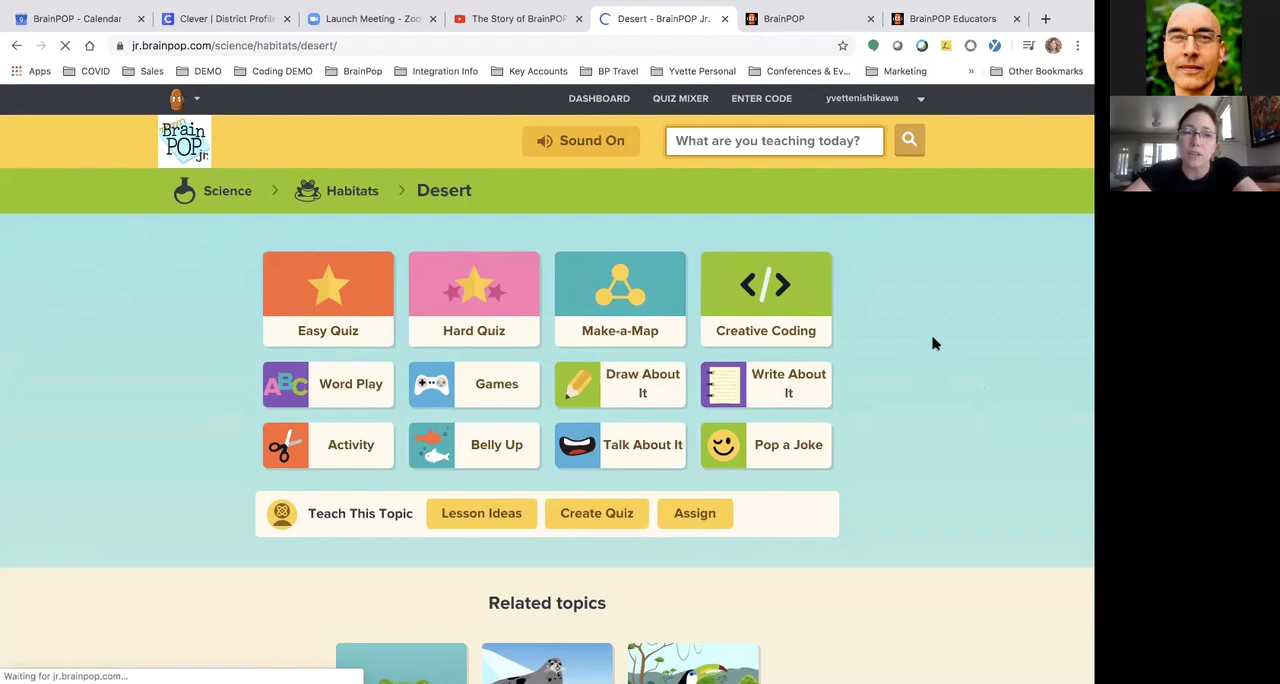 BrainPOP - Calendar
Clever | District Profile
Launch Meeting - Zoo
The Story of BrainPOP
Desert - BrainPOP Jr.
BrainPOP
BrainPOP Educators
jr.brainpop.com/science/habitats/desert/
Apps COVID Sales DEMO Coding DEMO BrainPop Integration Info Key Accounts BP Travel Yvette Personal Conferences & Ev... Marketing » Other Bookmarks
DASHBOARD QUIZ MIXER ENTER CODE yvettenishikawa
Brain
POP jr.
Sound On
What are you teaching today?
Science > Habitats > Desert
Easy Quiz
Hard Quiz
Make-a-Map
</>
Creative Coding
ABC Word Play
Games
Draw About
It
Write About
It
Activity
Belly Up
Talk About It
Pop a Joke
Teach This Topic Lesson Ideas Create Quiz Assign
Related topics
Waiting for jr.brainpop.com...